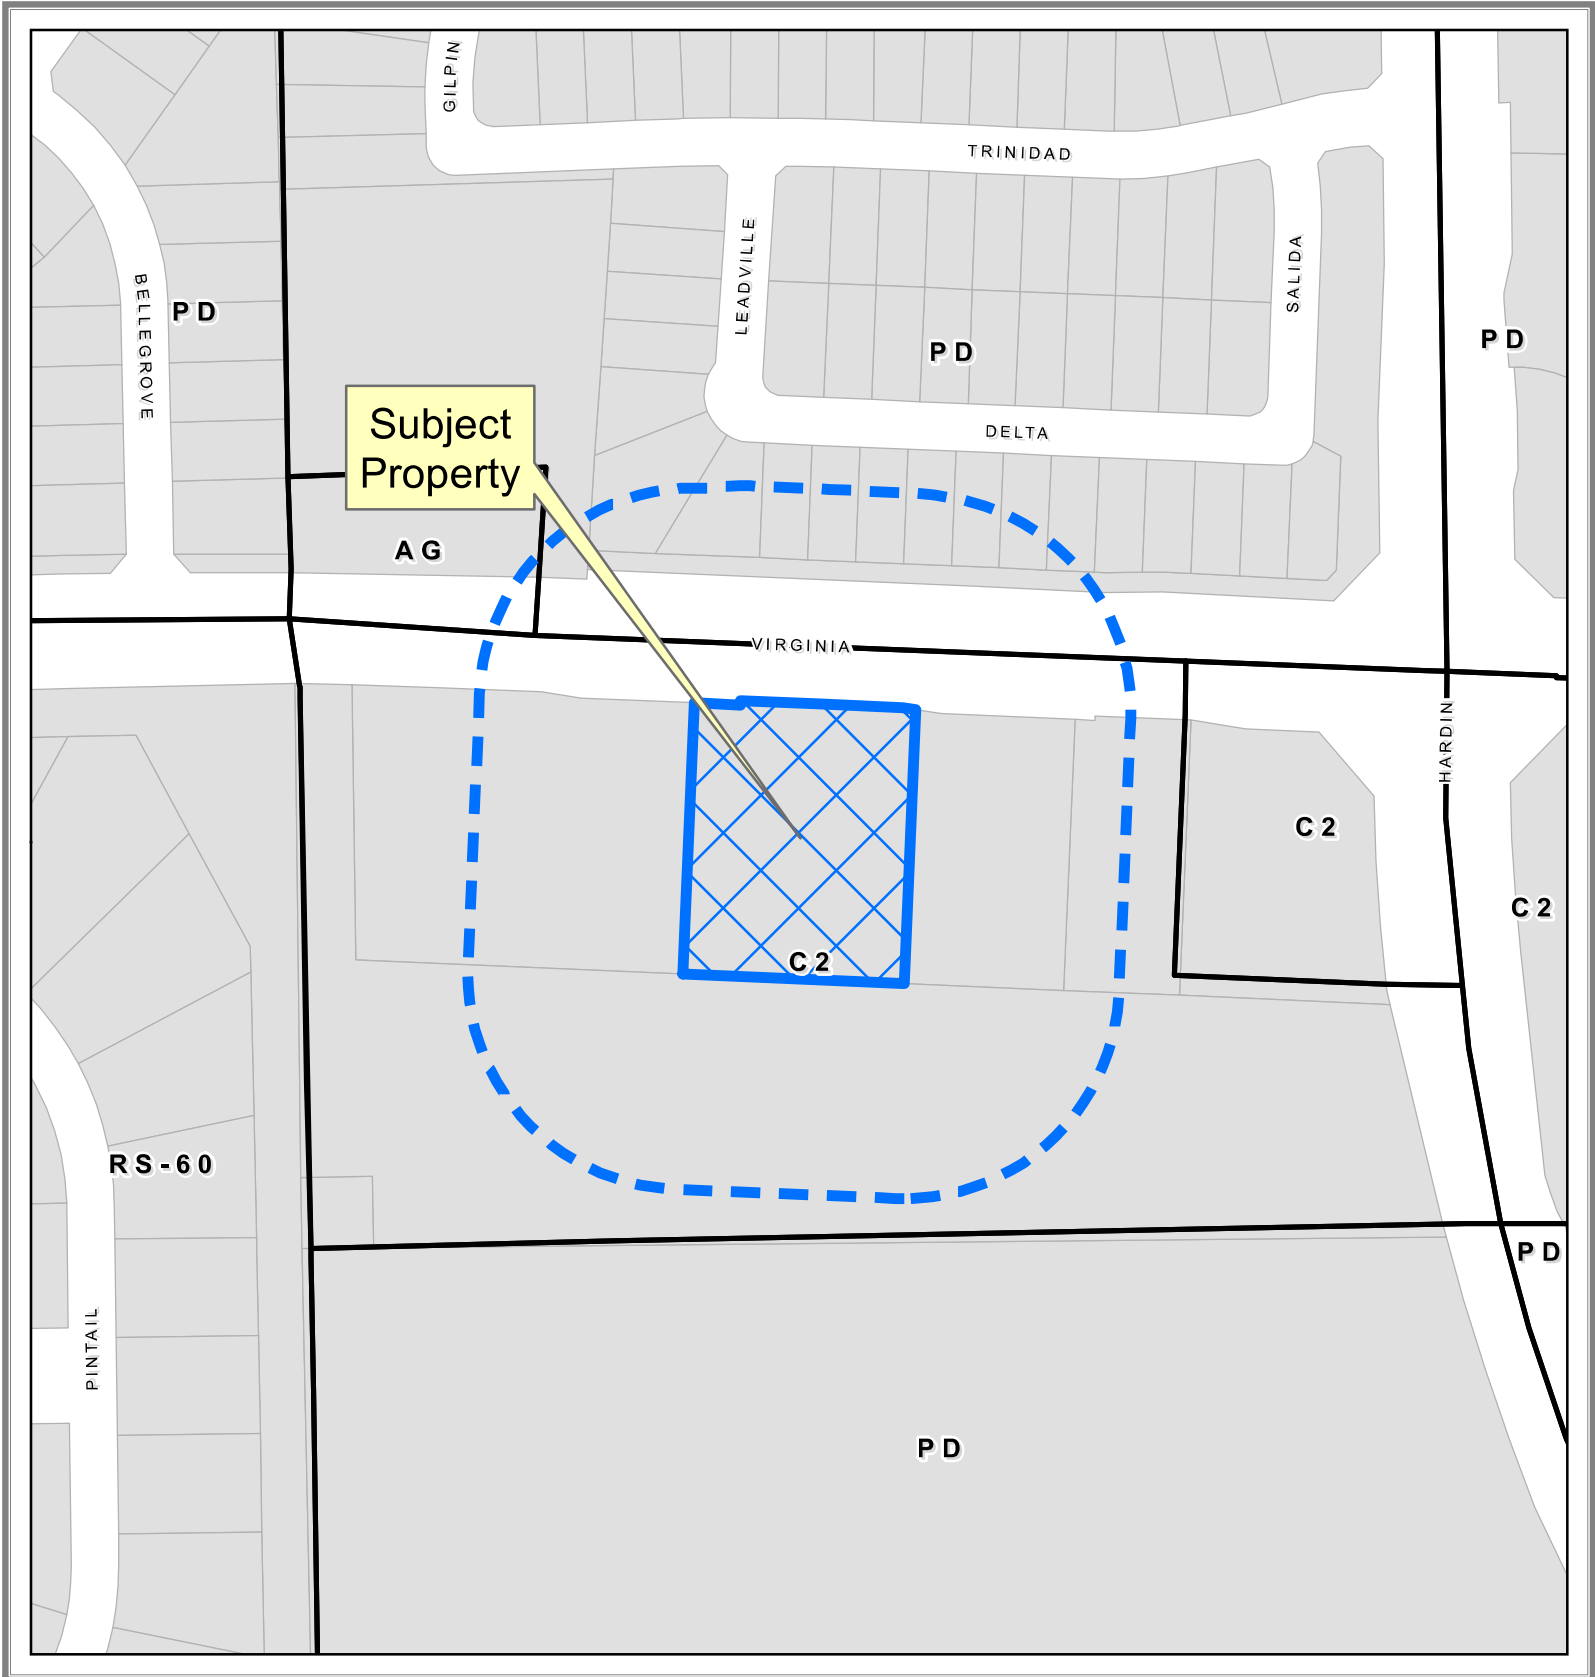 GILPIN
TRINIDAD
LEADVILLE
SALIDA
BELLEGROVE
PD
PD
PD
Subject
Property
DELTA
AG
VIRGINIA
HARDIN
C2
C2
C2
RS-60
PD
PINTAIL
PD